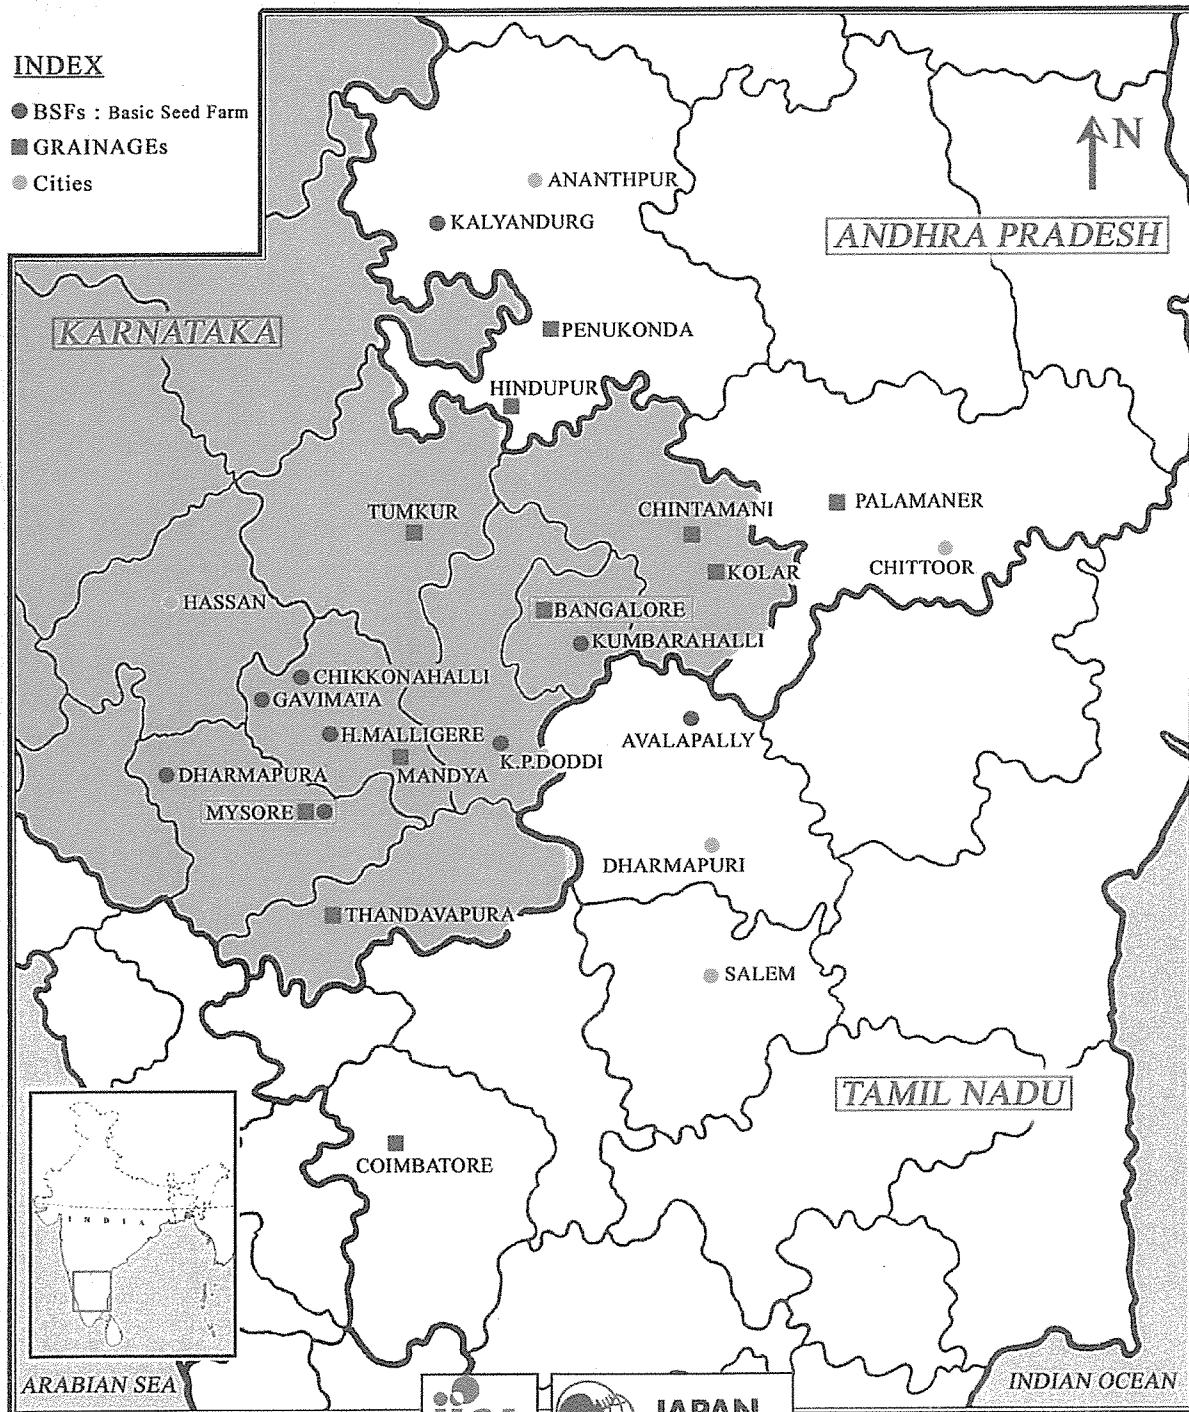 INDEX
BSFs : Basic Seed Farm
GRAINAGEs
Cities
N
ANANTHPUR
KALYANDURG
ANDHRA PRADESH
KARNATAKA
PENUKONDA
HINDUPUR
TUMKUR
CHINTAMANI
PALAMANER
CHITTOOR
KOLAR
HASSAN
BANGALORE
KUMBARAHALLI
CHIKKONAHALLI
GAVIMATA
H.MALLIGERE
AVALAPALLY
K.P.DODDI
DHARMAPURA
MANDYA
MYSORE
DHARMAPURI
THANDAVAPURA
SALEM
TAMIL NADU
COIMBATORE
INDIA
ARABIAN SEA
INDIAN OCEAN
JAPAN